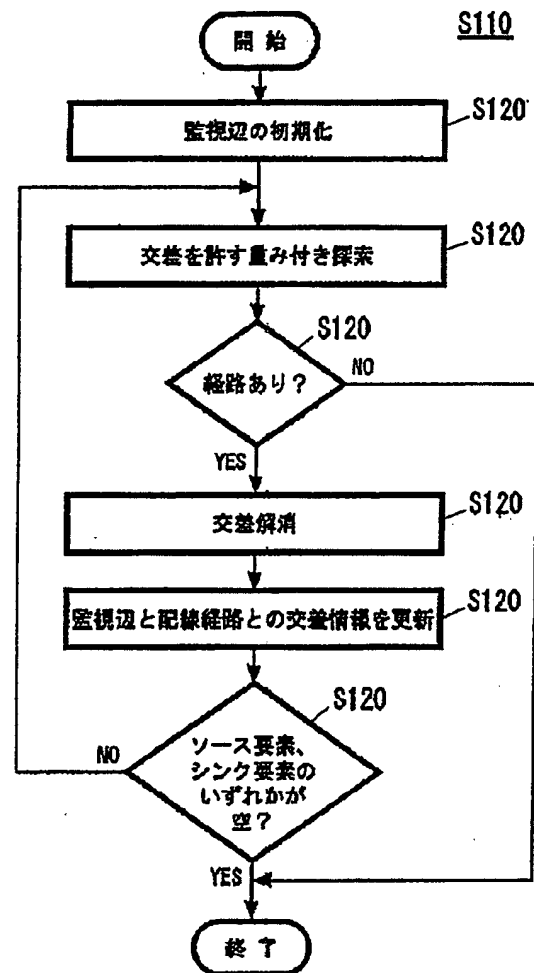 S110
開始
S120
監視辺の初期化
S120
交差を許す重み付き探索
S120
経路あり?
NO
YES
S120
交差解消
S120
監視辺と配線経路との交差情報を更新
S120
ソース要素、
シンク要素の
いずれかが
空?
NO
YES
終了